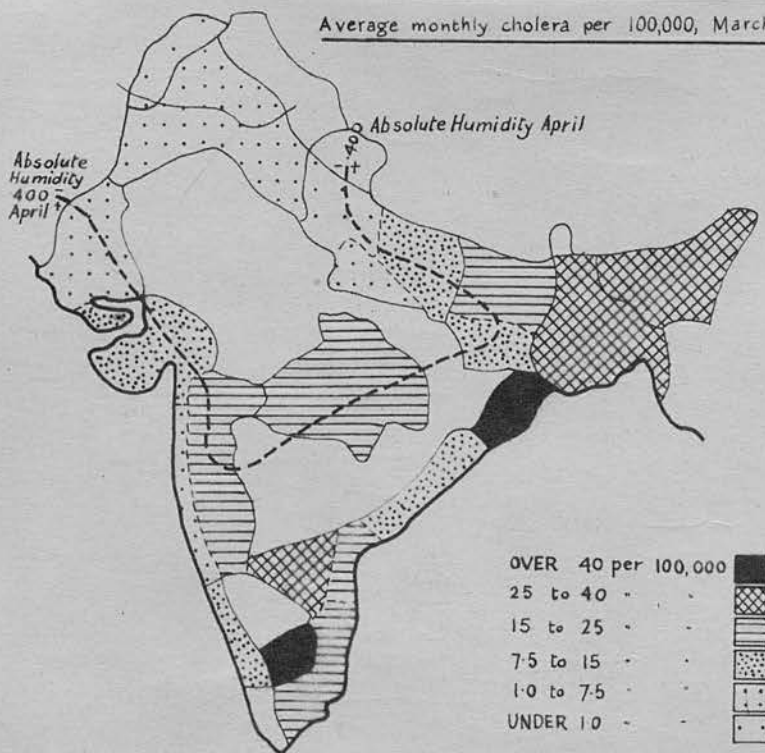 Average monthly cholera per 100,000, March
.400 Absolute Humidity April
- +
Absolute
Humidity -
400 +
April
OVER 40 per 100,000
25 to 40 " "
15 to 25 " "
7·5 to 15 " "
1·0 to 7·5 " "
UNDER 1·0 " "